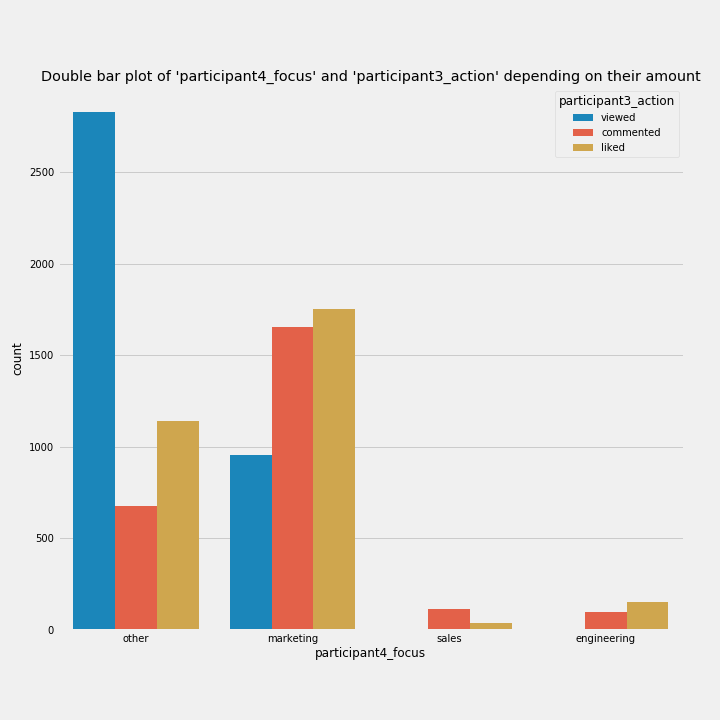 Double bar plot of 'participant4_focus' and 'participant3_action' depending on their amount
participant3_action
viewed
commented
liked
2500
2000
1500
1000
500
0
count
other
marketing
sales
engineering
participant4_focus